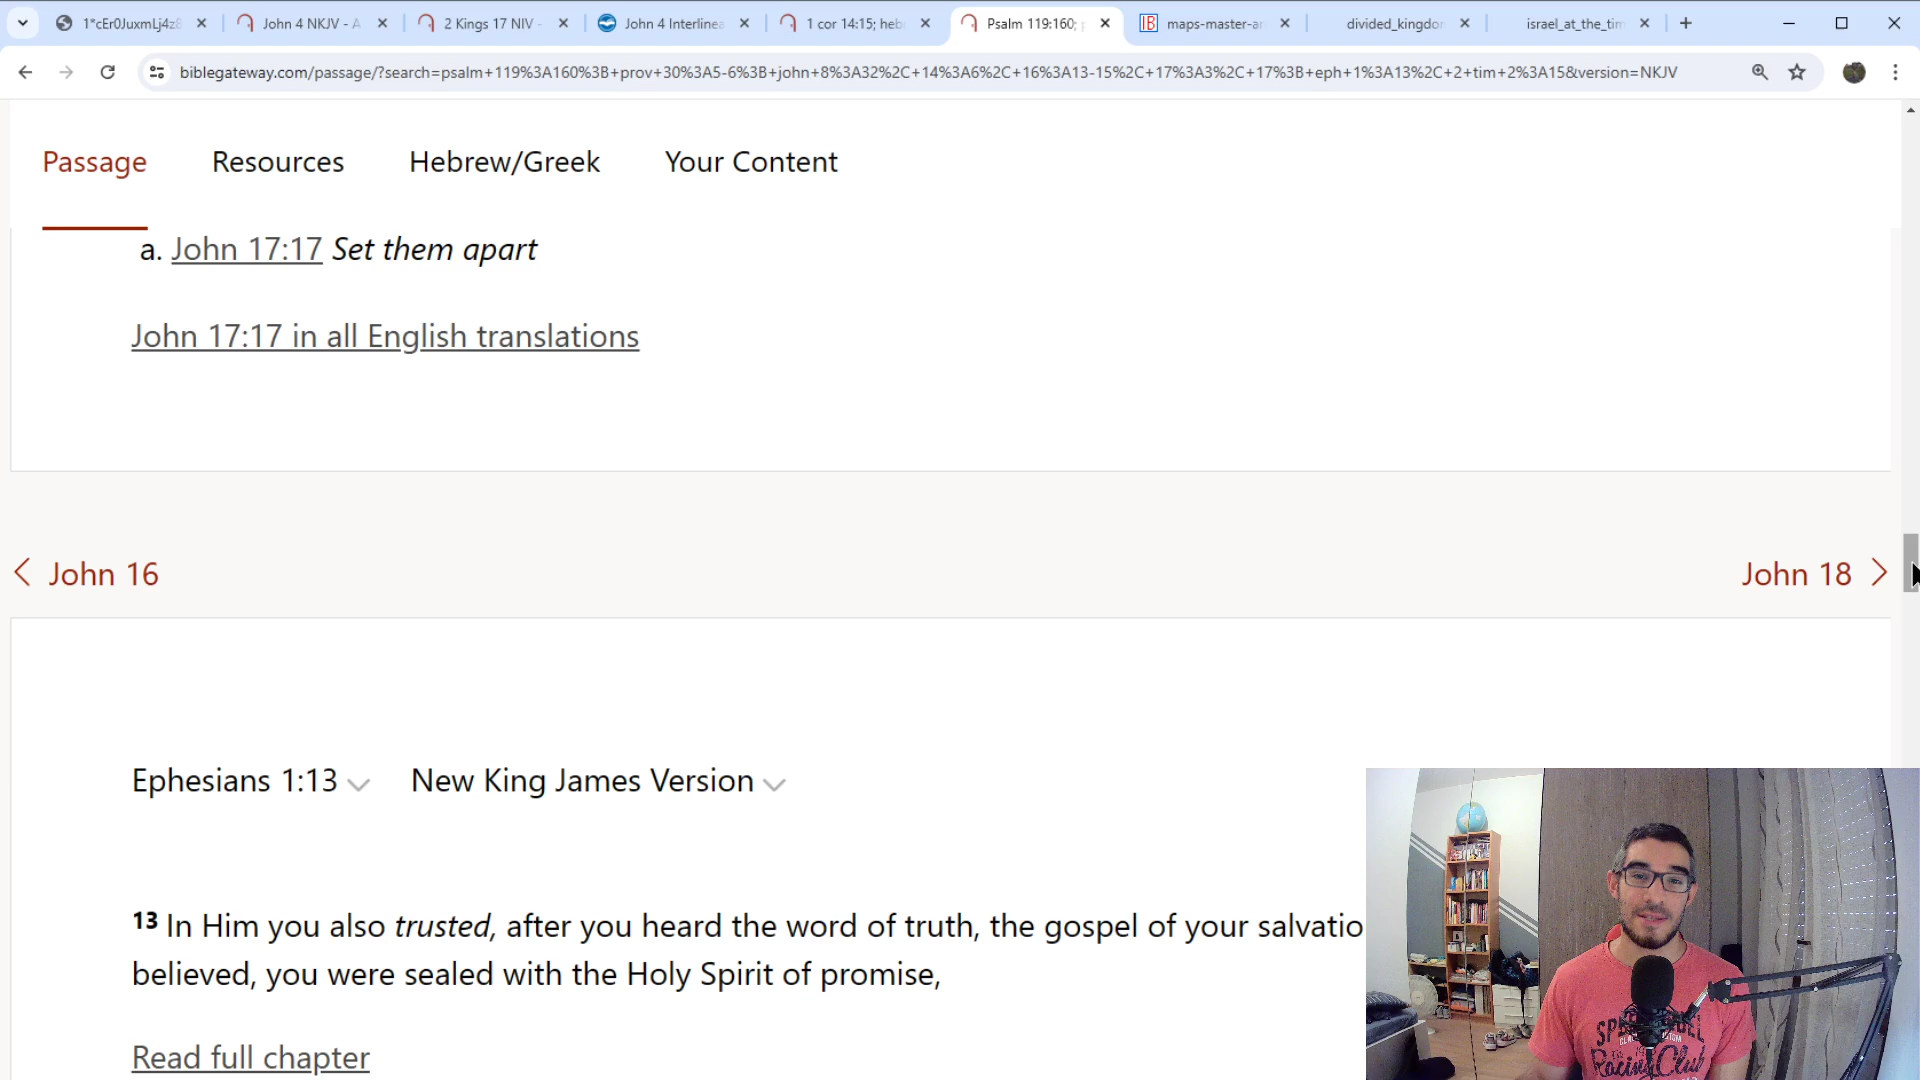 1*cEr0JuxmLj4z8
John 4 NKJV - A
2 Kings 17 NIV -
John 4 Interlinea
1 cor 14:15; heb
Psalm 119:160; p
maps-master-ar
divided_kingdom
israel_at_the_tim
biblegateway.com/passage/?search=psalm+119%3A160%3B+prov+30%3A5-6%3B+john+8%3A32%2C+14%3A6%2C+16%3A13-15%2C+17%3A3%2C+17%3B+eph+1%3A13%2C+2+tim+2%3A15&version=NKJV
Passage Resources Hebrew/Greek Your Content
a. John 17:17 Set them apart
John 17:17 in all English translations
John 16
John 18
Ephesians 1:13 New King James Version
13 In Him you also trusted, after you heard the word of truth, the gospel of your salvatio
believed, you were sealed with the Holy Spirit of promise,
Read full chapter
Racing Club